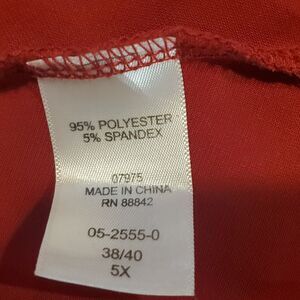 95% POLYESTER
5% SPANDEX
07975
MADE IN CHINA
RN 88842
05-2555-0
38/40
5X